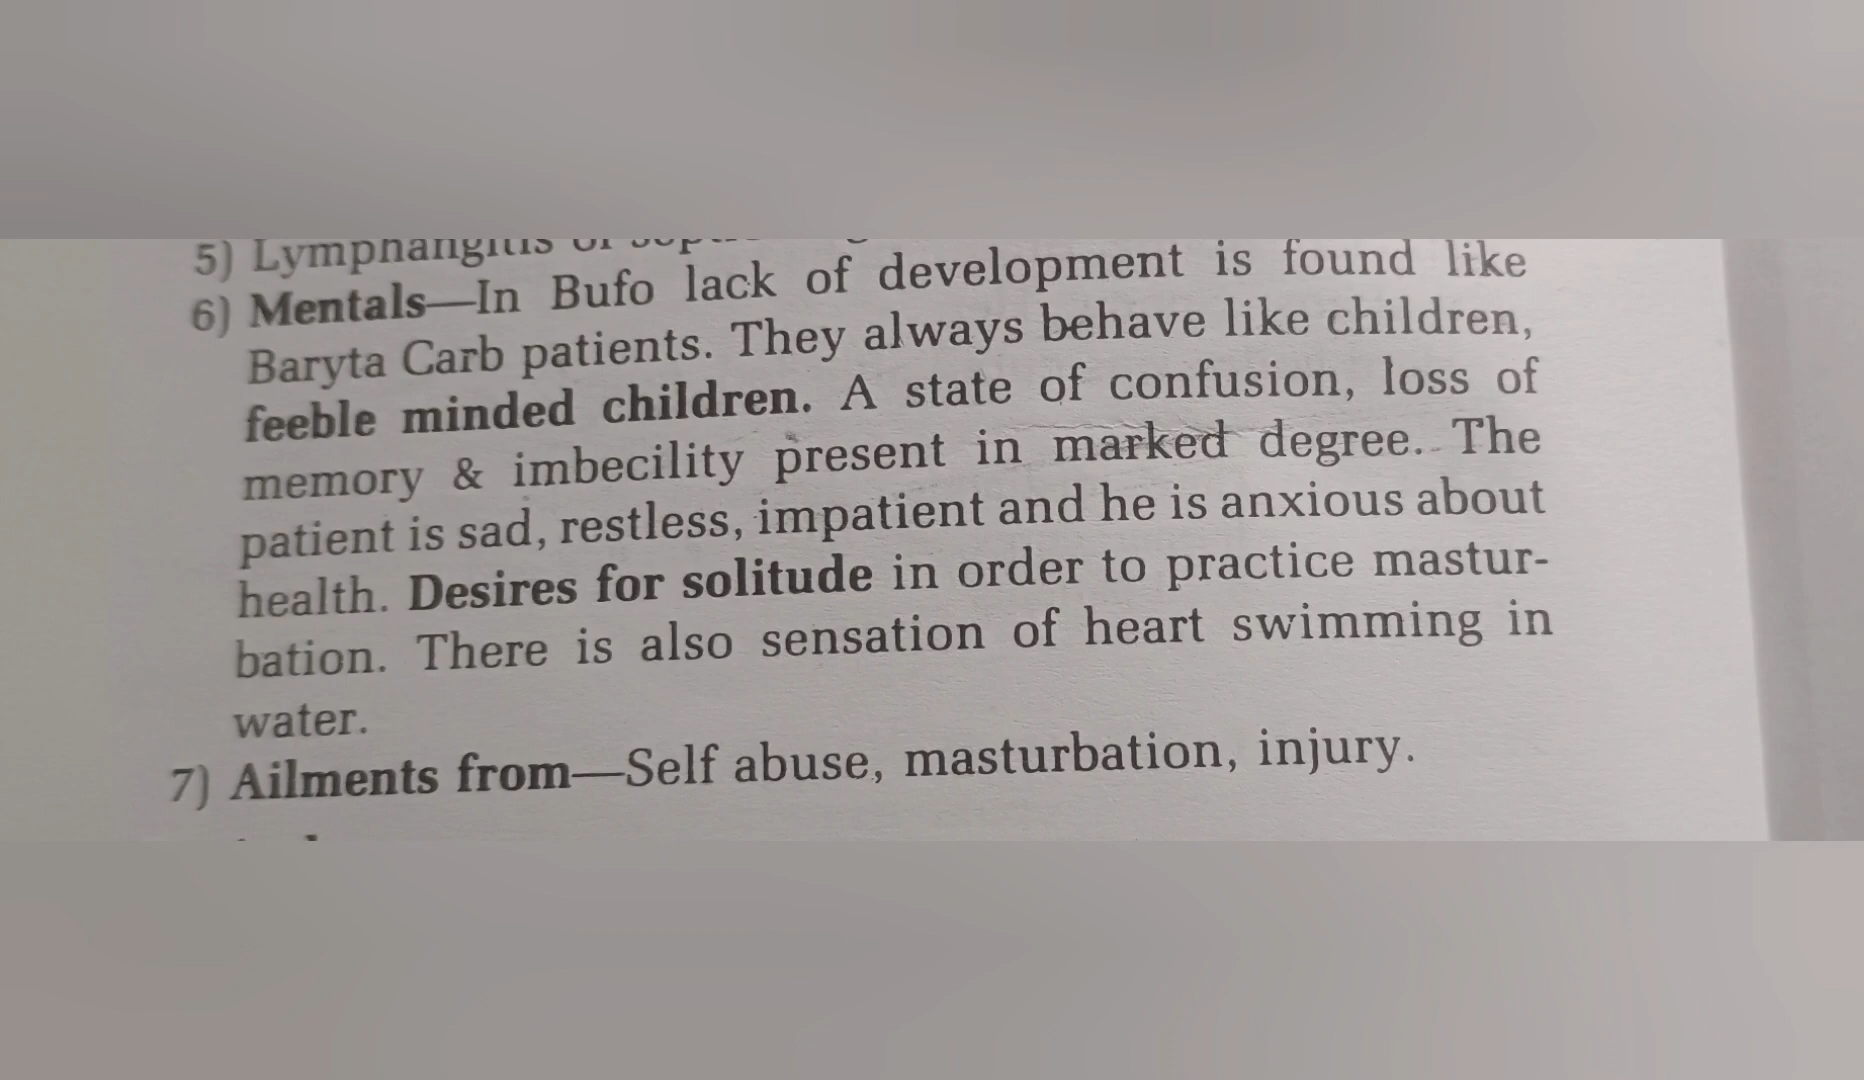 5) Lymphangitis or
6) Mentals—In Bufo lack of development is found like
Baryta Carb patients. They always behave like children,
feeble minded children. A state of confusion, loss of
memory & imbecility present in marked degree. The
patient is sad, restless, impatient and he is anxious about
health. Desires for solitude in order to practice mastur-
bation. There is also sensation of heart swimming in
water.
7) Ailments from—Self abuse, masturbation, injury.